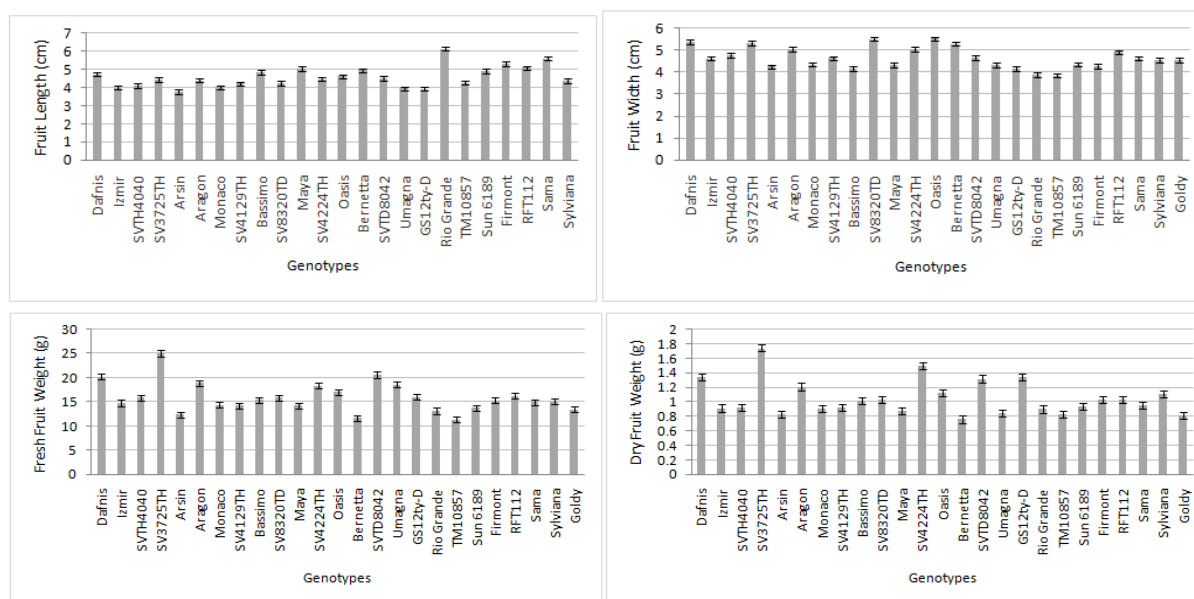 Fruit Length (cm)
7
6
5
4
3
2
1
0
Dafnis
Izmir
SVTH4040
SV3725TH
Arsin
Aragon
Monaco
SV4129TH
Bassimo
SV8320TD
Maya
SV4224TH
Oasis
Bernetta
SVTD8042
Umagna
GS12ty-D
Rio Grande
TM10857
Sun 6189
Firmont
RFT112
Sama
Sylviana
Genotypes
Fruit Width (cm)
6
5
4
3
2
1
0
Dafnis
Izmir
SVTH4040
SV3725TH
Arsin
Aragon
Monaco
SV4129TH
Bassimo
SV8320TD
Maya
SV4224TH
Oasis
Berneta
SVTD8042
Umagna
GS12ty-D
Rio Grande
TM10857
Sun 6189
Firmont
RFT112
Sama
Sylviana
Goldy
Genotypes
Fresh Fruit Weight (g)
30
25
20
15
10
5
0
Dafnis
Izmir
SVTH4040
SV3725TH
Arsin
Aragon
Monaco
SV4129TH
Bassimo
SV8320TD
Maya
SV4224TH
Oasis
Bernetta
SVTD8042
Umagna
GS12ty-D
Rio Grande
TM10857
Sun 6189
Firmont
RFT112
Sama
Sylviana
Goldy
Genotypes
Dry Fruit Weight (g)
2
1.8
1.6
1.4
1.2
1
0.8
0.6
0.4
0.2
0
Dafnis
Izmir
SVTH4040
SV3725TH
Arsin
Aragon
Monaco
SV4129TH
Bassimo
SV8320TD
Maya
SV4224TH
Oasis
Bernetta
SVTD8042
Umagna
GS12ty-D
Rio Grande
TM10857
Sun 6189
Firmont
RFT112
Sama
Sylviana
Goldy
Genotypes